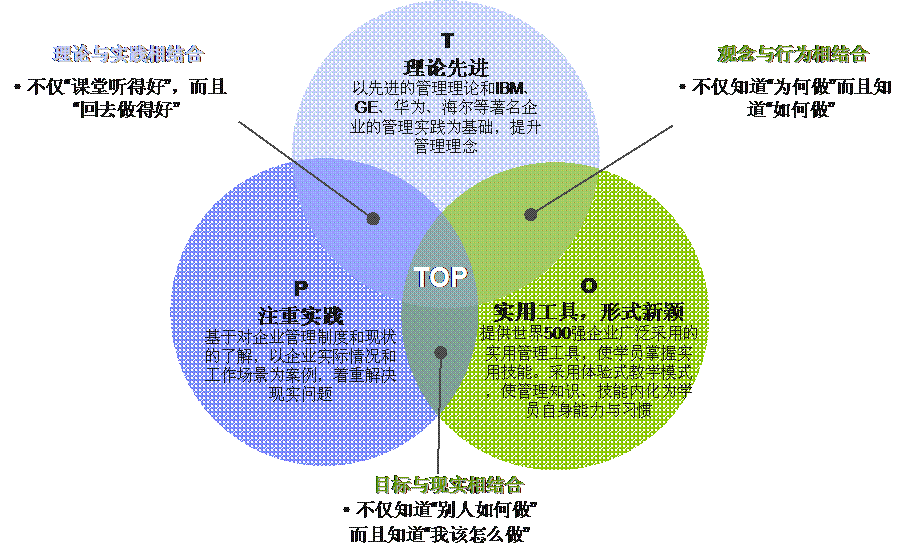 T
理论先进
以先进的管理理论和IBM、
GE、华为、海尔等著名企
业的管理实践为基础，提升
管理理念
理论与实践相结合
• 不仅“课堂听得好”，而且
“回去做得好”
观念与行为相结合
• 不仅知道“为何做”而且知
道“如何做”
TOP
P
注重实践
基于对企业管理制度和现状
的了解，以企业实际情况和
工作场景为案例，着重解决
现实问题
O
实用工具，形式新颖
提供世界500强企业广泛采用的
实用管理工具，使学员掌握实
用技能。采用体验式教学模式
，使管理知识、技能内化为学
员自身能力与习惯
目标与现实相结合
• 不仅知道“别人如何做”
而且知道“我该怎么做”